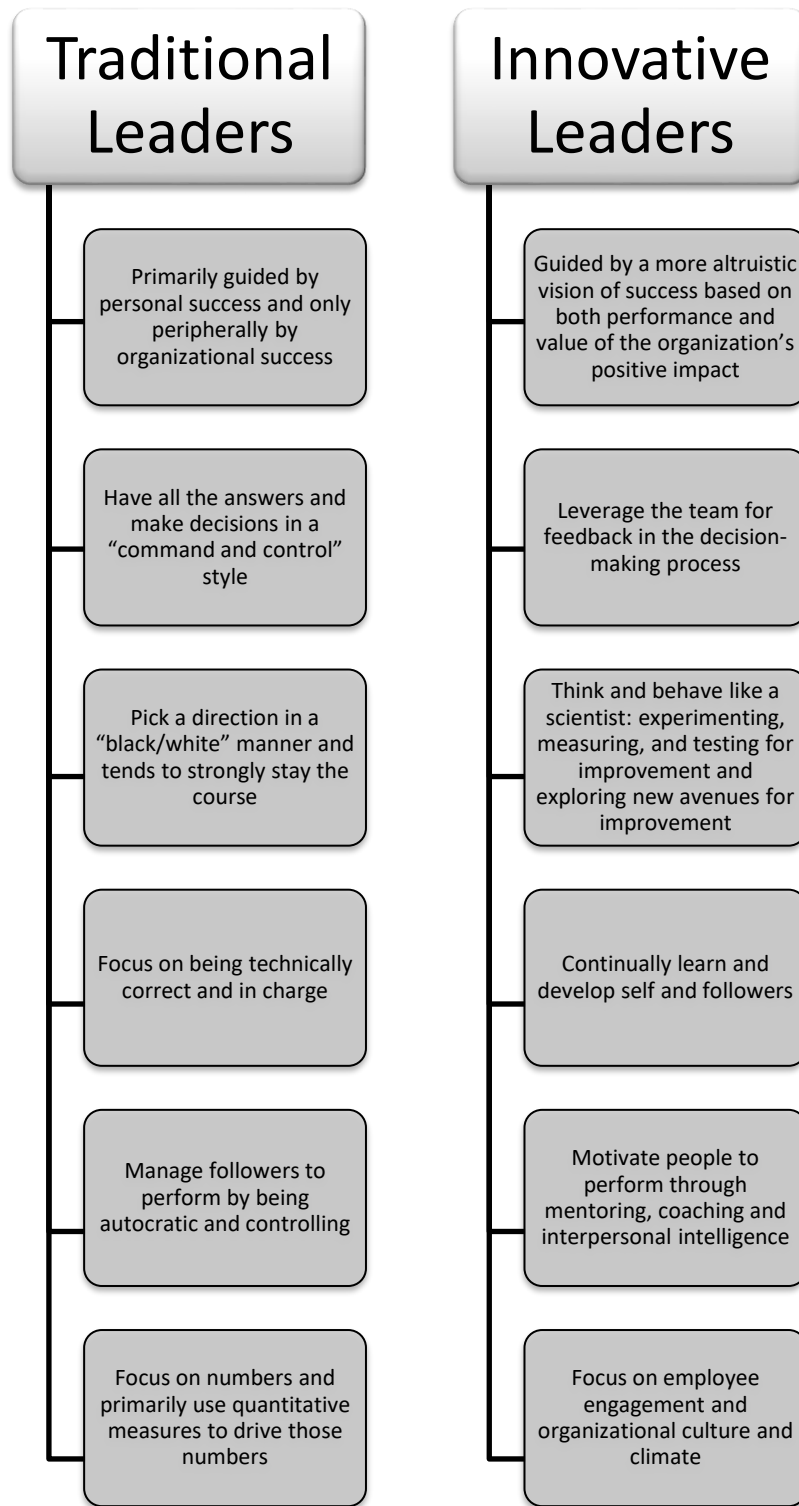 Traditional
Leaders
Primarily guided by
personal success and only
peripherally by
organizational success
Have all the answers and
make decisions in a
“command and control”
style
Pick a direction in a
“black/white” manner and
tends to strongly stay the
course
Focus on being technically
correct and in charge
Manage followers to
perform by being
autocratic and controlling
Focus on numbers and
primarily use quantitative
measures to drive those
numbers
Innovative
Leaders
Guided by a more altruistic
vision of success based on
both performance and
value of the organization’s
positive impact
Leverage the team for
feedback in the decision-
making process
Think and behave like a
scientist: experimenting,
measuring, and testing for
improvement and
exploring new avenues for
improvement
Continually learn and
develop self and followers
Motivate people to
perform through
mentoring, coaching and
interpersonal intelligence
Focus on employee
engagement and
organizational culture and
climate